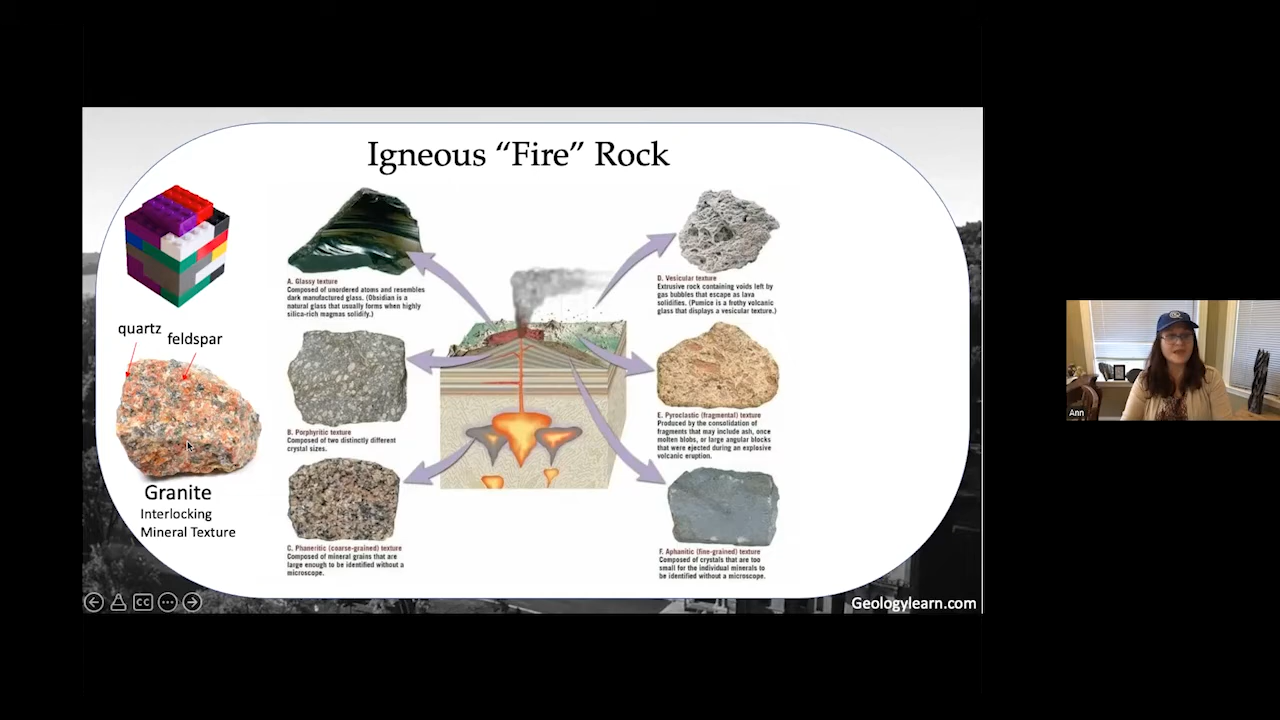 Igneous “Fire” Rock
quartz
feldspar
Granite
Interlocking
Mineral Texture
A. Glassy texture
Composed of unordered atoms and resembles
dark manufactured glass. (Obsidian is a
natural glass that usually forms when highly
silica-rich magmas solidify.)
B. Porphyritic texture
Composed of two distinctly different
crystal sizes.
C. Phaneritic (coarse-grained) texture
Composed of mineral grains that are
large enough to be identified without a
microscope.
D. Vesicular texture
Extrusive rock containing voids left by
gas bubbles that escape as lava
solidifies. (Pumice is a frothy volcanic
glass that displays a vesicular texture.)
E. Pyroclastic (fragmental) texture
Produced by the consolidation of
fragments that may include ash, once
molten blobs, or large angular blocks
that were ejected during an explosive
volcanic eruption.
F. Aphanitic (fine-grained) texture
Composed of crystals that are too
small for the individual minerals to
be identified without a microscope.
CC
Geologylearn.com
Ann